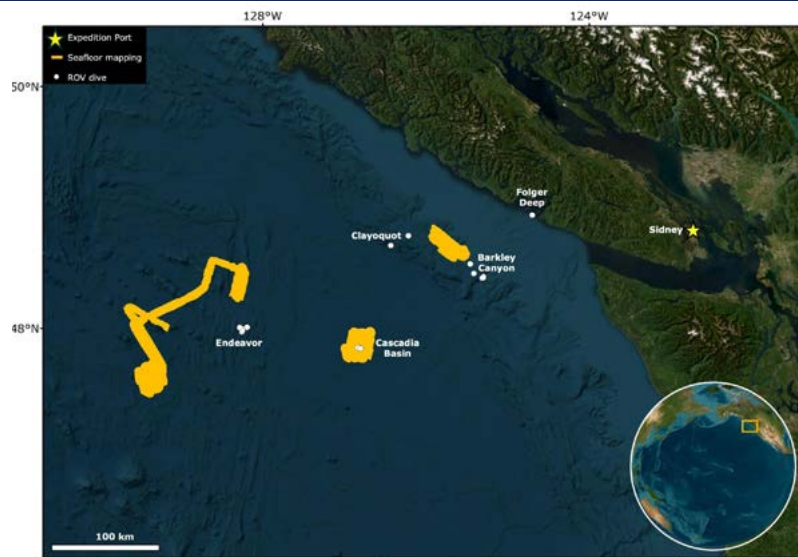 128°W
124°W
Expedition Port
Seafloor mapping
ROV dive
50°N
Folger
Deep
Sidney
Clayoquot
Barkley
Canyon
48°N
Endeavor
Cascadia
Basin
100 km